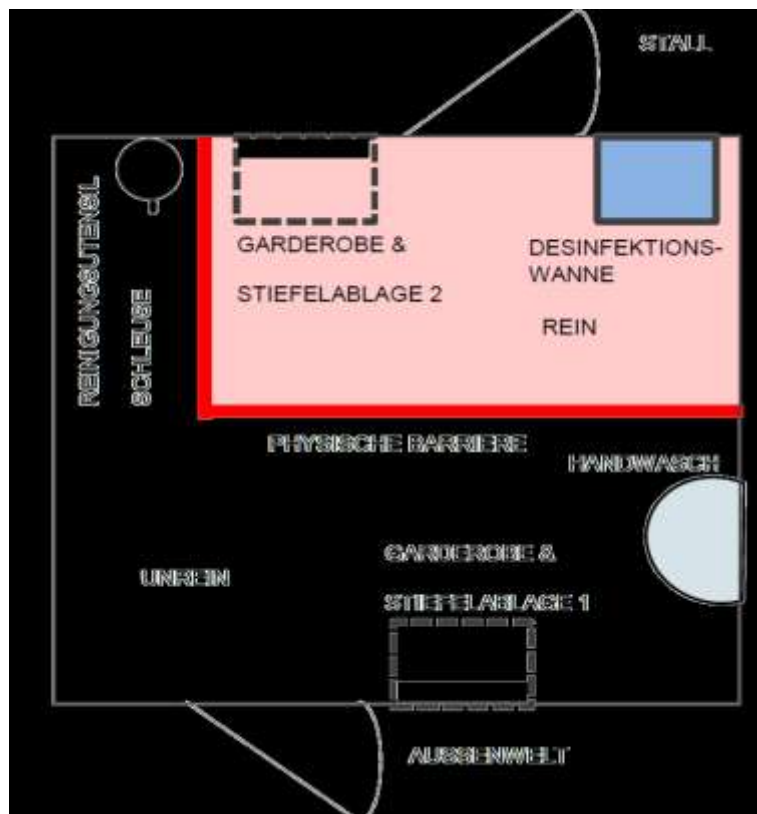 STALL
REINIGUNGSUTENSIL
SCHLEUSE
GARDEROBE &
STIEFELABLAGE 2
DESINFEKTIONS-
WANNE
REIN
PHYSISCHE BARRIERE
HANDWASCH
GARDEROBE &
STIEFELABLAGE 1
UNREIN
AUSSENWELT